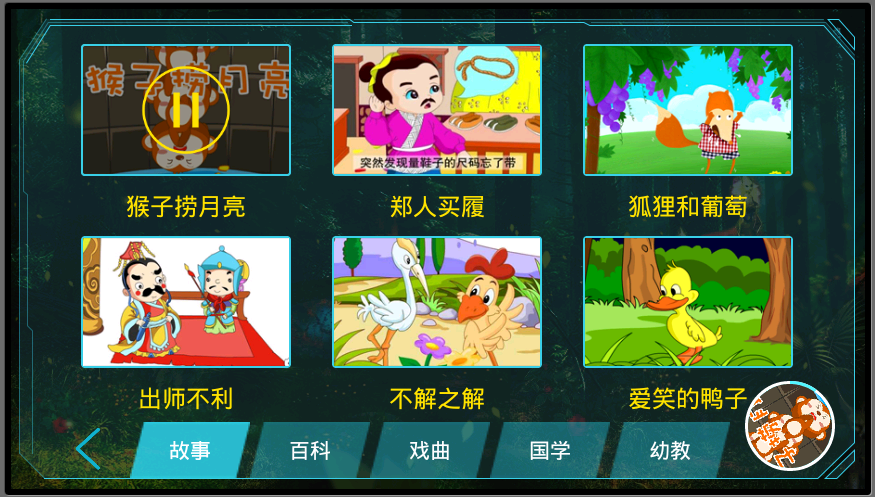 猴子捞月亮
突然发现量鞋子的尺码忘了带
猴子捞月亮
郑人买履
狐狸和葡萄
出师不利
不解之解
爱笑的鸭子
故事
百科
戏曲
国学
幼教